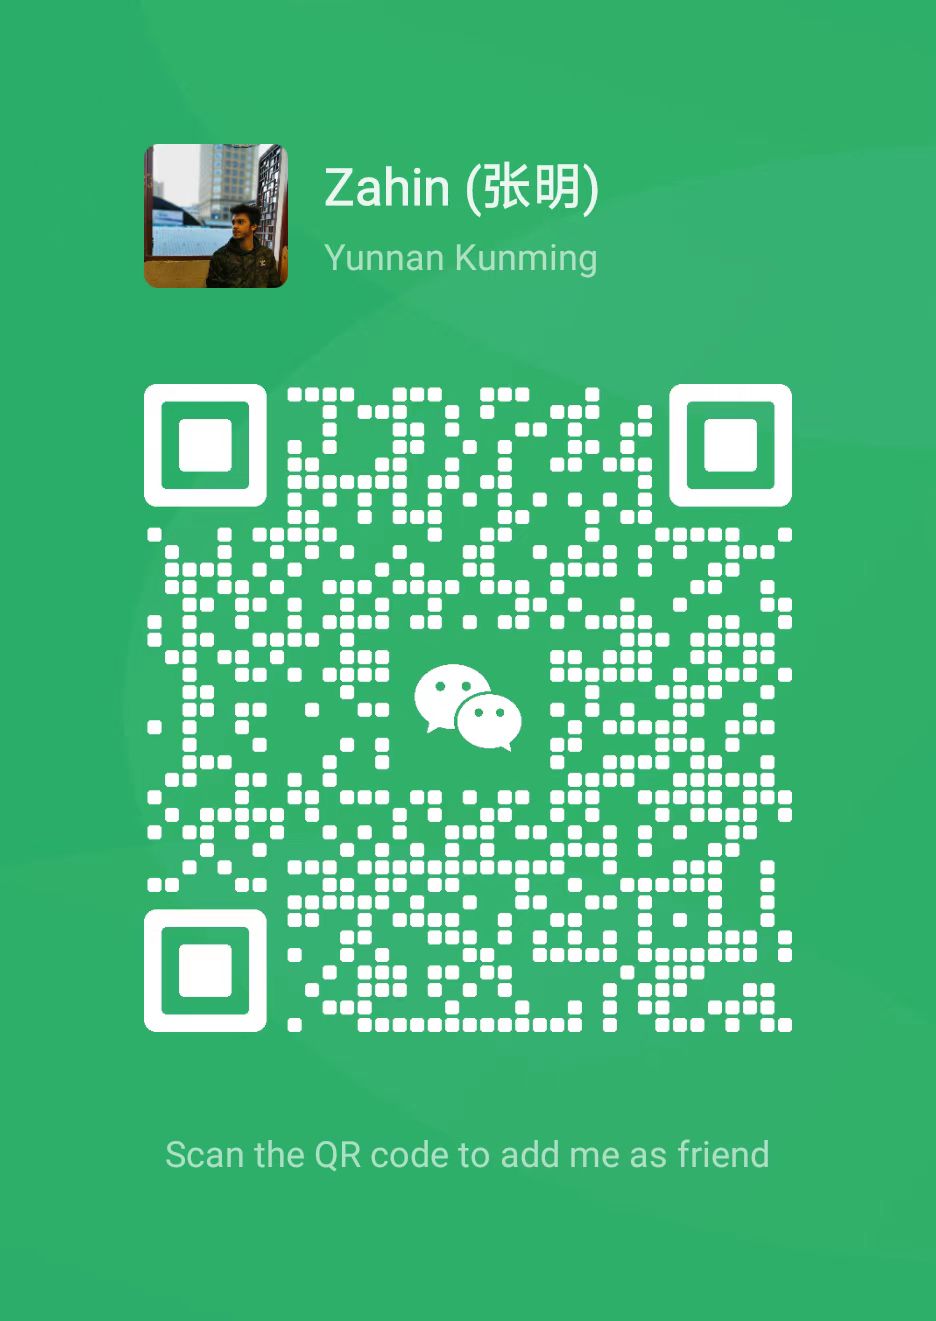 Zahin (张明)
Yunnan Kunming
Scan the QR code to add me as friend